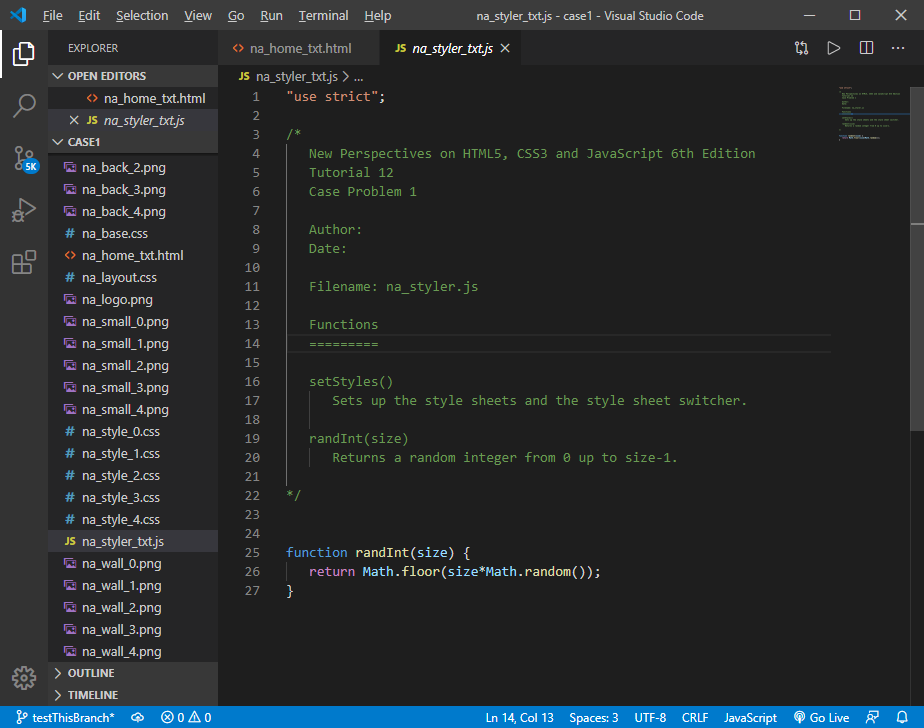 File Edit Selection View Go Run Terminal Help na_styler_txt.js - case1 - Visual Studio Code
EXPLORER
OPEN EDITORS
na_home_txt.html
JS na_styler_txt.js
CASE1
na_back_2.png
na_back_3.png
na_back_4.png
# na_base.css
<> na_home_txt.html
# na_layout.css
na_logo.png
na_small_0.png
na_small_1.png
na_small_2.png
na_small_3.png
na_small_4.png
# na_style_0.css
# na_style_1.css
# na_style_2.css
# na_style_3.css
# na_style_4.css
JS na_styler_txt.js
na_wall_0.png
na_wall_1.png
na_wall_2.png
na_wall_3.png
na_wall_4.png
OUTLINE
TIMELINE
5K
<> na_home_txt.html JS na_styler_txt.js
JS na_styler_txt.js > ...
1 "use strict";
2
3 /*
4 New Perspectives on HTML5, CSS3 and JavaScript 6th Edition
5 Tutorial 12
6 Case Problem 1
7
8 Author:
9 Date:
10
11 Filename: na_styler.js
12
13 Functions
14 =========
15
16 setStyles()
17 Sets up the style sheets and the style sheet switcher.
18
19 randInt(size)
20 Returns a random integer from 0 up to size-1.
21
22 */
23
24
25 function randInt(size) {
26 return Math.floor(size*Math.random());
27 }
testThisBranch* 0 0 Ln 14, Col 13 Spaces: 3 UTF-8 CRLF JavaScript Go Live